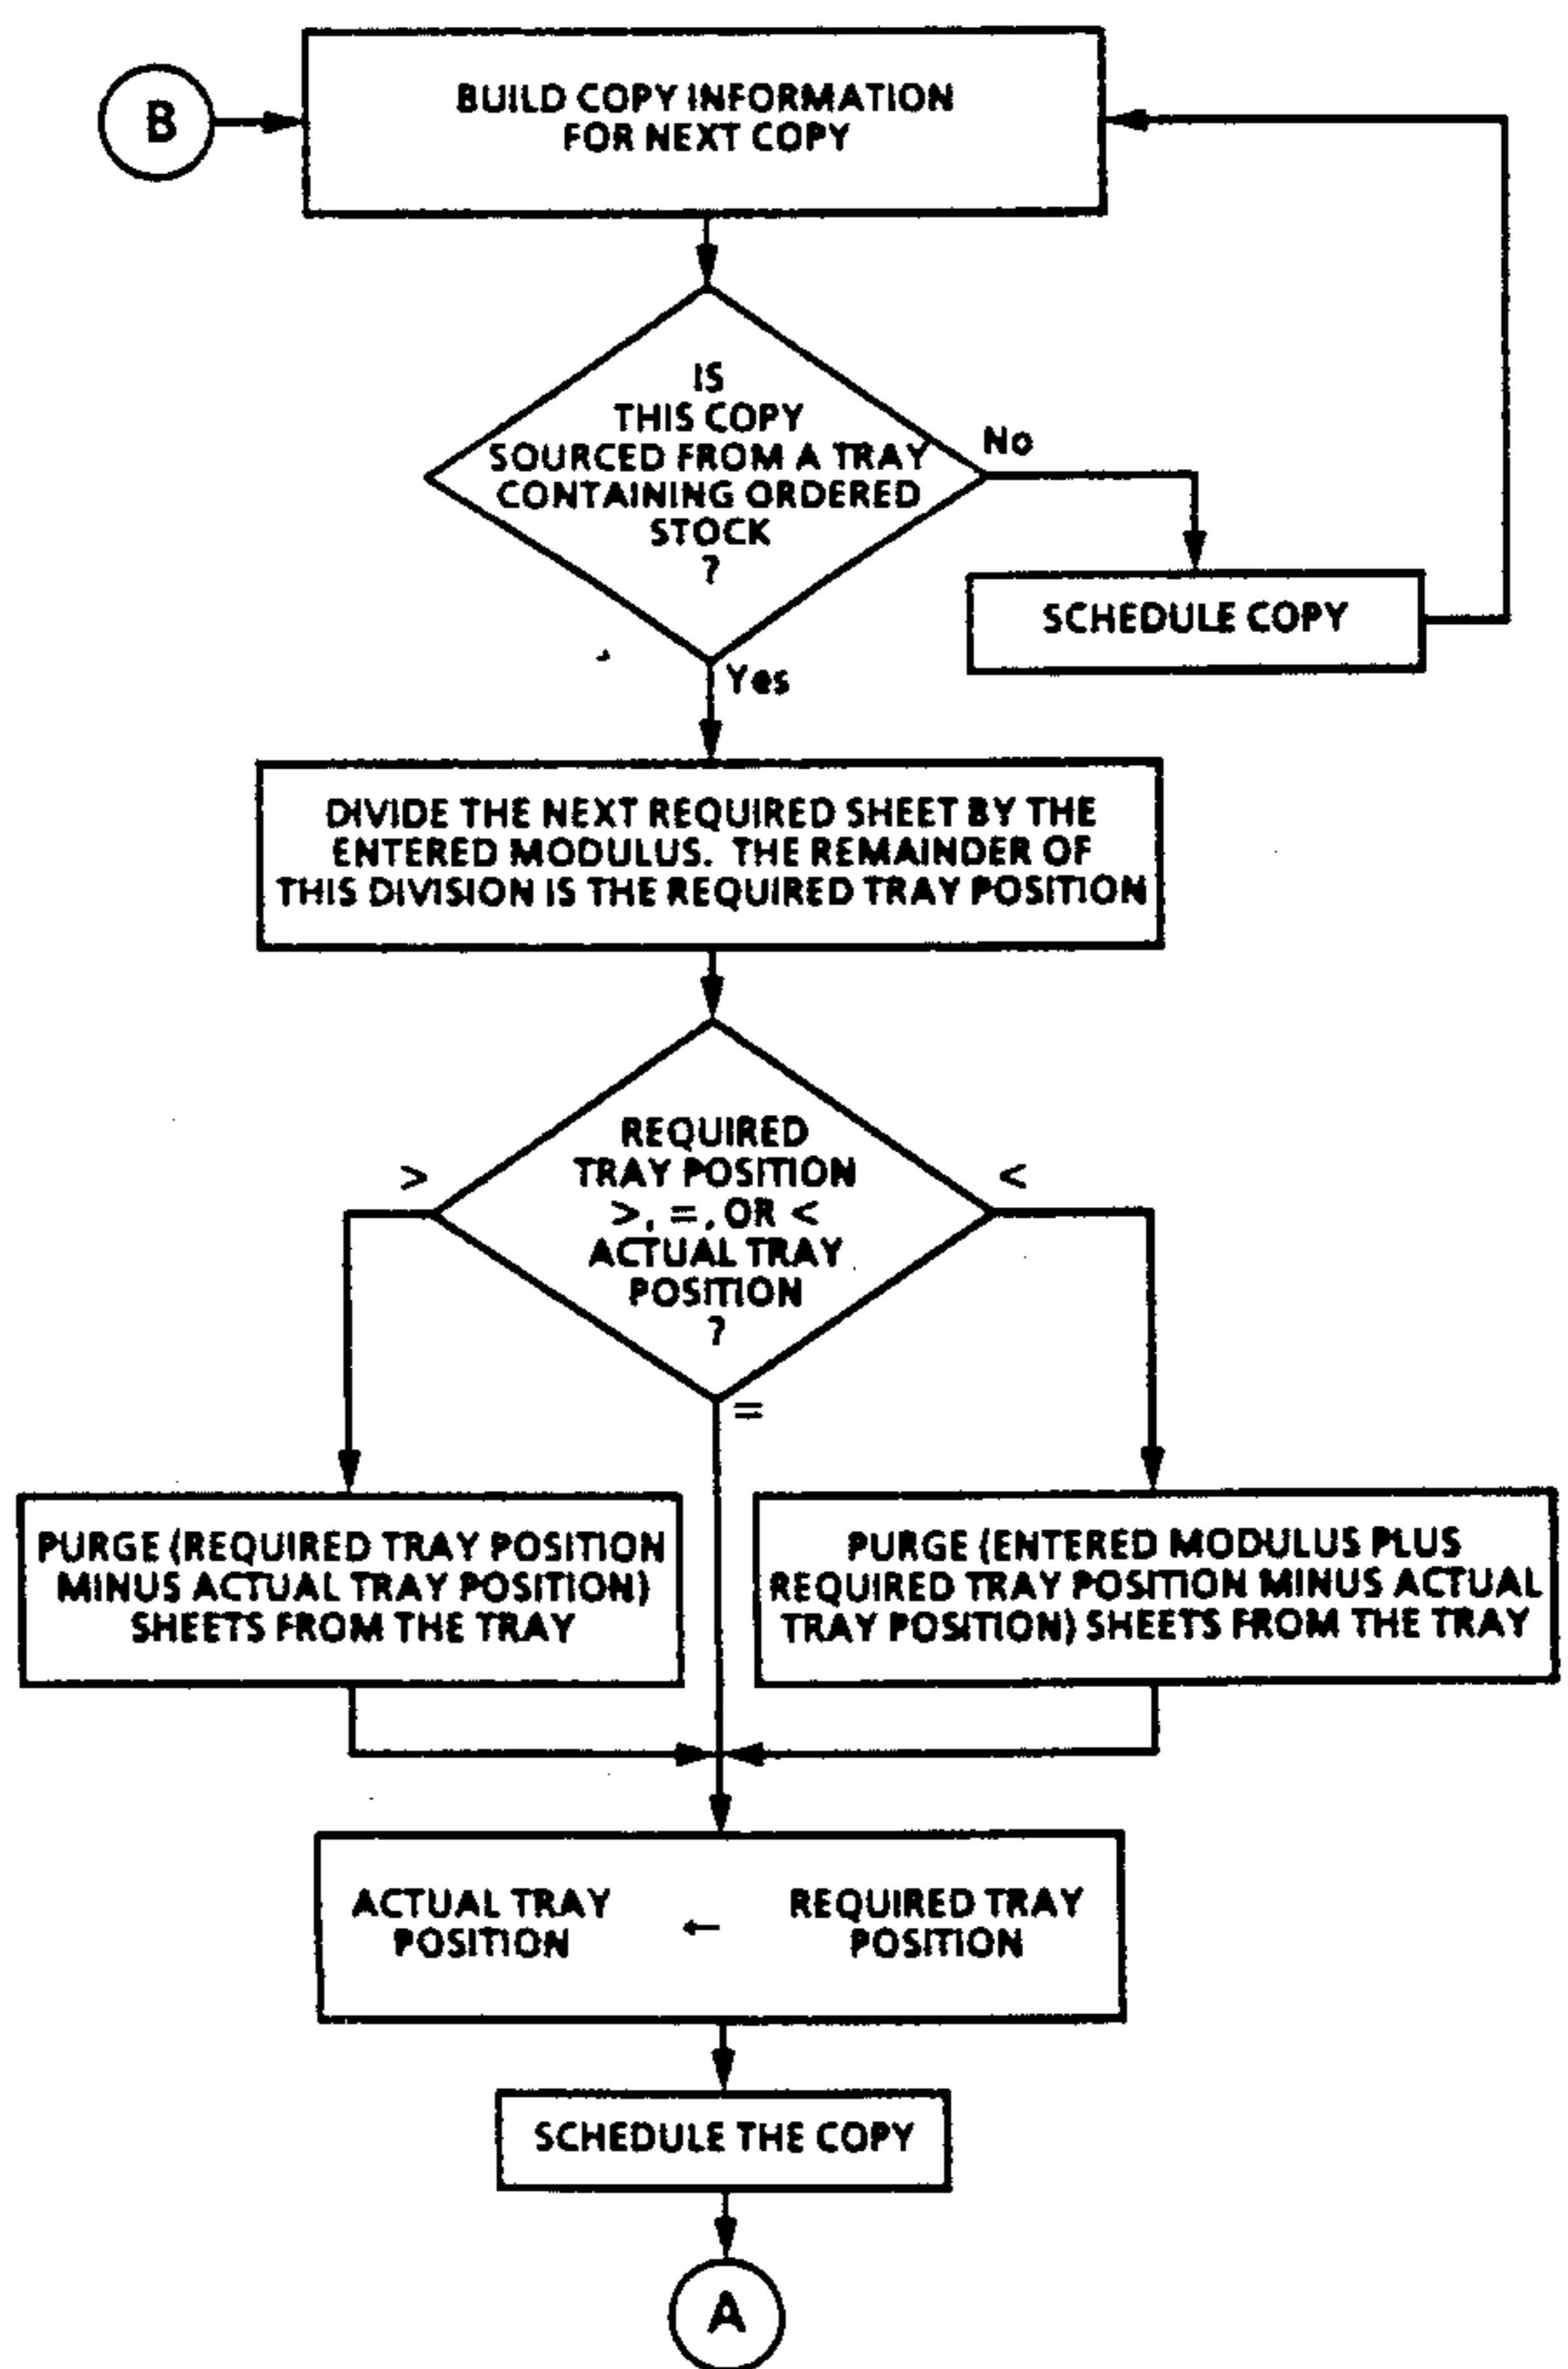 B
BUILD COPY INFORMATION
FOR NEXT COPY
IS
THIS COPY
SOURCED FROM A TRAY
CONTAINING ORDERED
STOCK
?
No
SCHEDULE COPY
Yes
DIVIDE THE NEXT REQUIRED SHEET BY THE
ENTERED MODULUS. THE REMAINDER OF
THIS DIVISION IS THE REQUIRED TRAY POSITION
REQUIRED
TRAY POSITION
>, =, OR <
ACTUAL TRAY
POSITION
?
>
<
=
PURGE (REQUIRED TRAY POSITION
MINUS ACTUAL TRAY POSITION)
SHEETS FROM THE TRAY
PURGE (ENTERED MODULUS PLUS
REQUIRED TRAY POSITION MINUS ACTUAL
TRAY POSITION) SHEETS FROM THE TRAY
ACTUAL TRAY
POSITION
←
REQUIRED TRAY
POSITION
SCHEDULE THE COPY
A